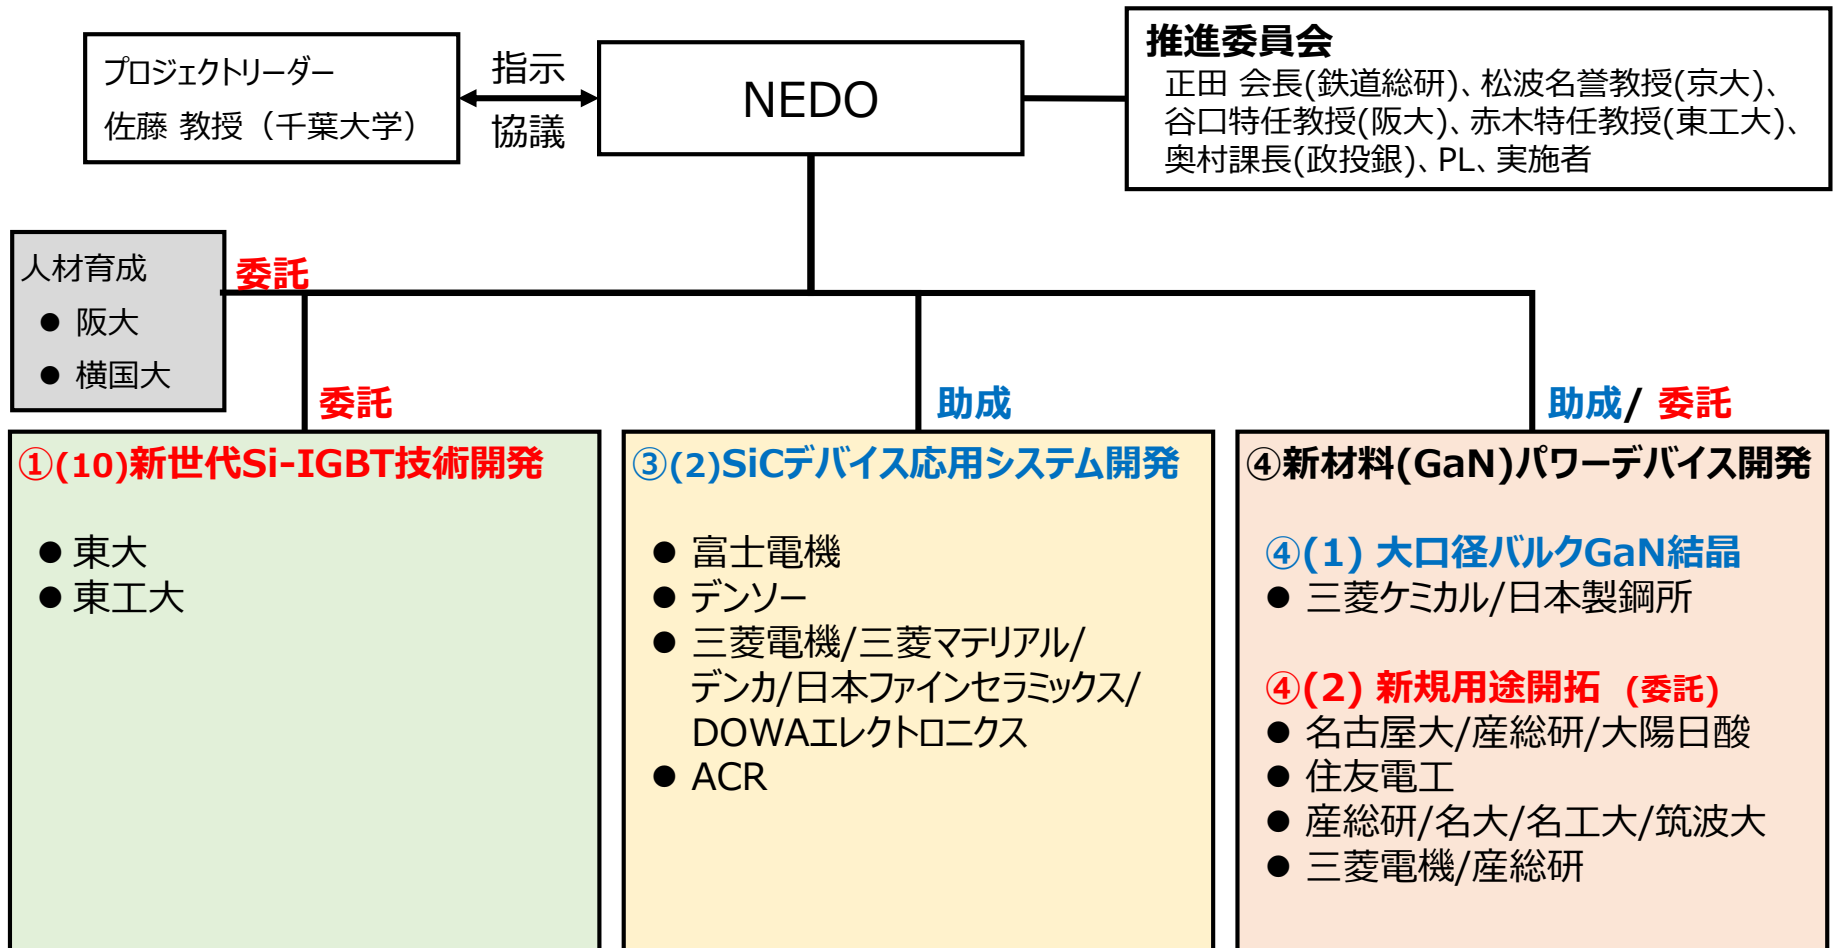 プロジェクトリーダー
佐藤 教授（千葉大学）
指示
協議
NEDO
推進委員会
正田 会長(鉄道総研)、松波名誉教授(京大)、
谷口特任教授(阪大)、赤木特任教授(東工大)、
奥村課長(政投銀)、PL、実施者
人材育成
● 阪大
● 横国大
委託
委託
助成
助成/ 委託
①(10)新世代Si-IGBT技術開発
● 東大
● 東工大
③(2)SiCデバイス応用システム開発
● 富士電機
● デンソー
● 三菱電機/三菱マテリアル/
デンカ/日本ファインセラミックス/
DOWAエレクトロニクス
● ACR
④新材料(GaN)パワーデバイス開発
④(1) 大口径バルクGaN結晶
● 三菱ケミカル/日本製鋼所
④(2) 新規用途開拓 (委託)
● 名古屋大/産総研/大陽日酸
● 住友電工
● 産総研/名大/名工大/筑波大
● 三菱電機/産総研